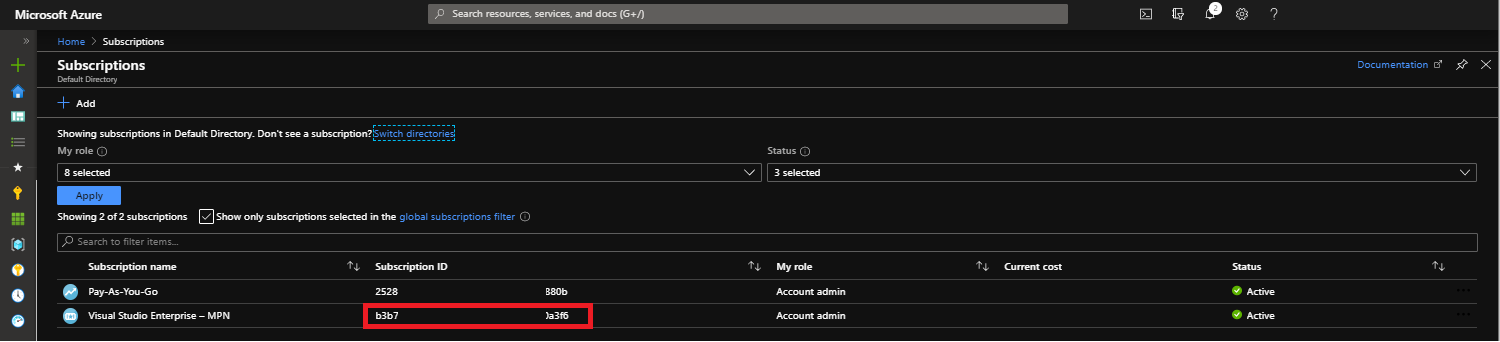 Microsoft Azure
Search resources, services, and docs (G+/)
2
Home > Subscriptions
Subscriptions
Default Directory
Documentation
+ Add
Showing subscriptions in Default Directory. Don't see a subscription? Switch directories
My role Status
8 selected 3 selected
Apply
Showing 2 of 2 subscriptions Show only subscriptions selected in the global subscriptions filter
Search to filter items...
Subscription name Subscription ID My role Current cost Status
Pay-As-You-Go 2528 880b Account admin Active
Visual Studio Enterprise – MPN b3b7 0a3f6 Account admin Active